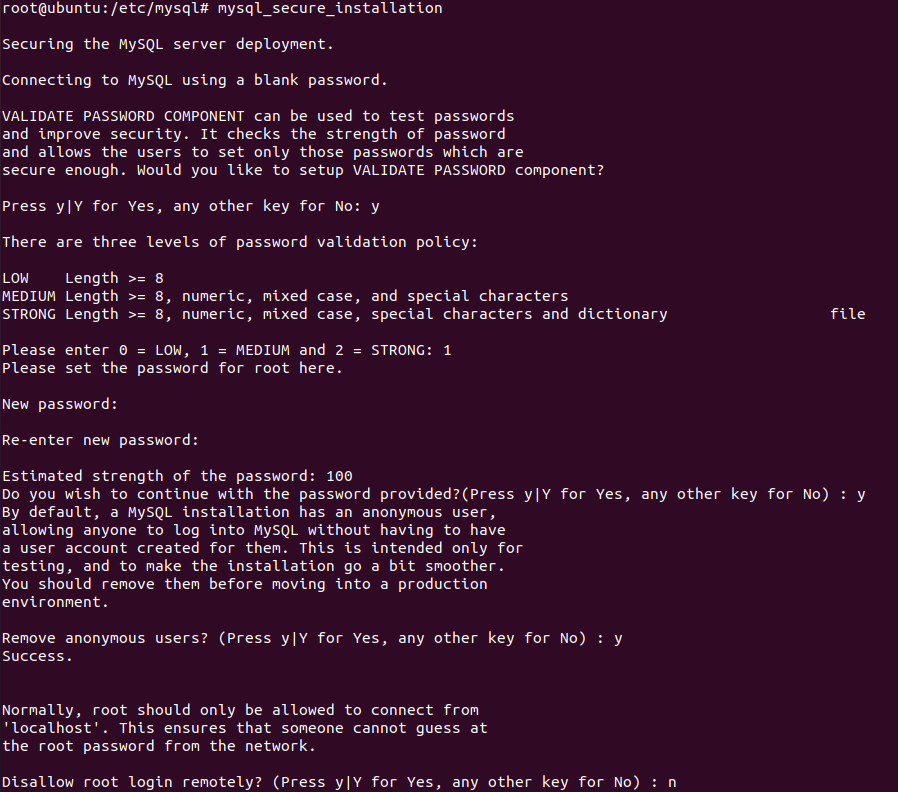 root@ubuntu:/etc/mysql# mysql_secure_installation
Securing the MySQL server deployment.
Connecting to MySQL using a blank password.
VALIDATE PASSWORD COMPONENT can be used to test passwords
and improve security. It checks the strength of password
and allows the users to set only those passwords which are
secure enough. Would you like to setup VALIDATE PASSWORD component?
Press y|Y for Yes, any other key for No: y
There are three levels of password validation policy:
LOW    Length >= 8
MEDIUM Length >= 8, numeric, mixed case, and special characters
STRONG Length >= 8, numeric, mixed case, special characters and dictionary                  file
Please enter 0 = LOW, 1 = MEDIUM and 2 = STRONG: 1
Please set the password for root here.
New password:
Re-enter new password:
Estimated strength of the password: 100
Do you wish to continue with the password provided?(Press y|Y for Yes, any other key for No) : y
By default, a MySQL installation has an anonymous user,
allowing anyone to log into MySQL without having to have
a user account created for them. This is intended only for
testing, and to make the installation go a bit smoother.
You should remove them before moving into a production
environment.
Remove anonymous users? (Press y|Y for Yes, any other key for No) : y
Success.
Normally, root should only be allowed to connect from
'localhost'. This ensures that someone cannot guess at
the root password from the network.
Disallow root login remotely? (Press y|Y for Yes, any other key for No) : n